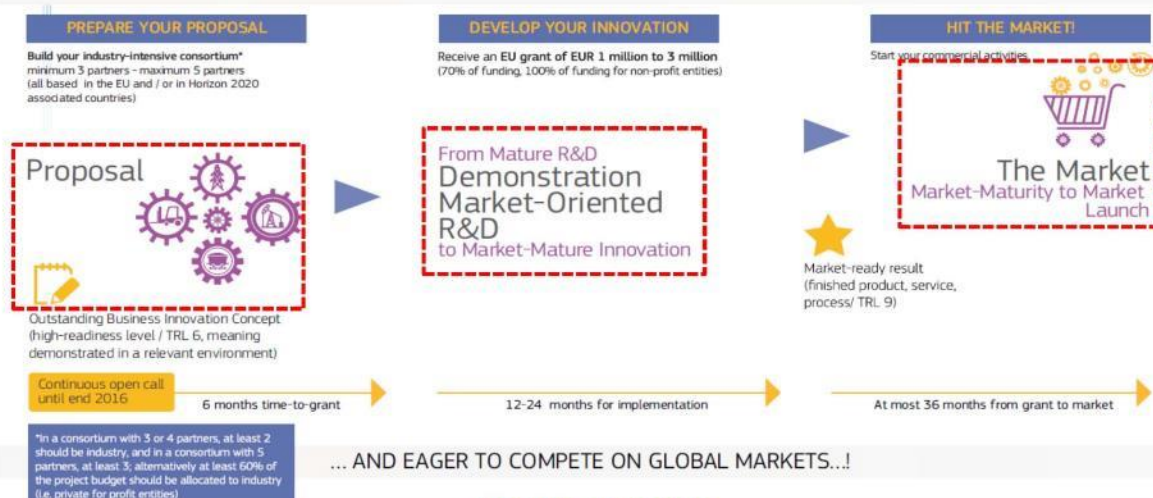 PREPARE YOUR PROPOSAL
Build your industry-intensive consortium*
minimum 3 partners - maximum 5 partners
(all based in the EU and / or in Horizon 2020
associated countries)
Proposal
Outstanding Business Innovation Concept
(high-readiness level / TRL 6, meaning
demonstrated in a relevant environment)
Continuous open call
until end 2016
6 months time-to-grant
*In a consortium with 3 or 4 partners, at least 2
should be industry, and in a consortium with 5
partners, at least 3; alternatively at least 60% of
the project budget should be allocated to industry
(i.e. private for profit entities)
DEVELOP YOUR INNOVATION
Receive an EU grant of EUR 1 million to 3 million
(70% of funding, 100% of funding for non-profit entities)
From Mature R&D
Demonstration
Market-Oriented
R&D
to Market-Mature Innovation
12-24 months for implementation
HIT THE MARKET!
Start your commercial activities
The Market
Market-Maturity to Market
Launch
Market-ready result
(finished product, service,
process/ TRL 9)
At most 36 months from grant to market
... AND EAGER TO COMPETE ON GLOBAL MARKETS...!